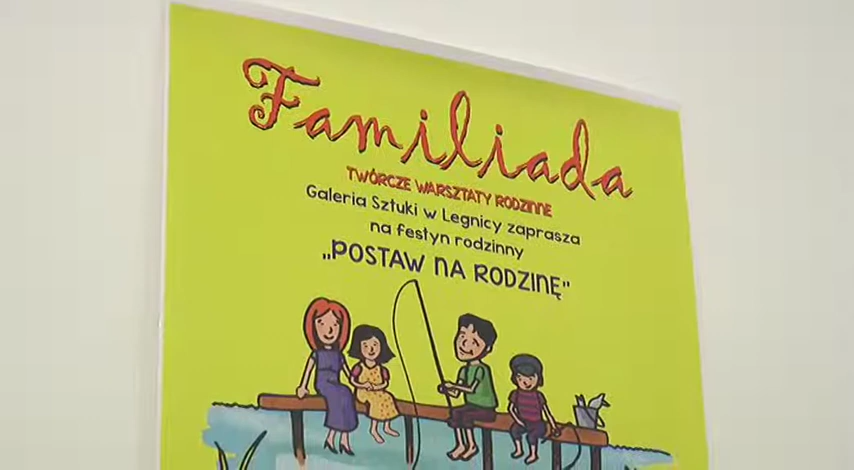 Familiada
TWÓRCZE WARSZTATY RODZINNE
Galeria Sztuki w Legnicy zaprasza
na festyn rodzinny
„POSTAW NA RODZINĘ”